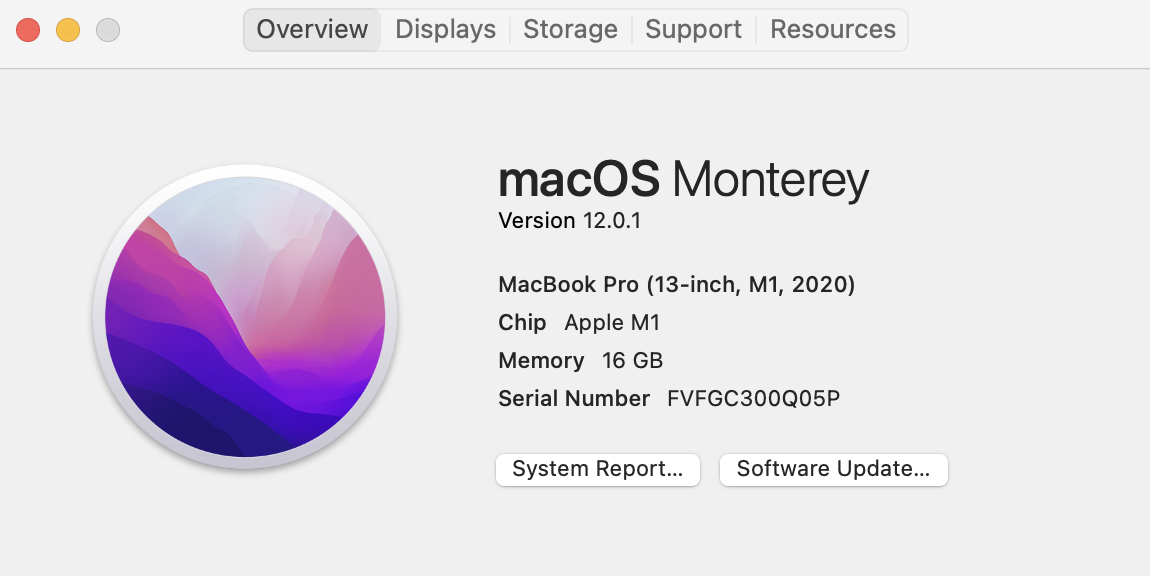 Overview Displays Storage Support Resources
macOS Monterey
Version 12.0.1
MacBook Pro (13-inch, M1, 2020)
Chip Apple M1
Memory 16 GB
Serial Number FVFGC300Q05P
System Report... Software Update...